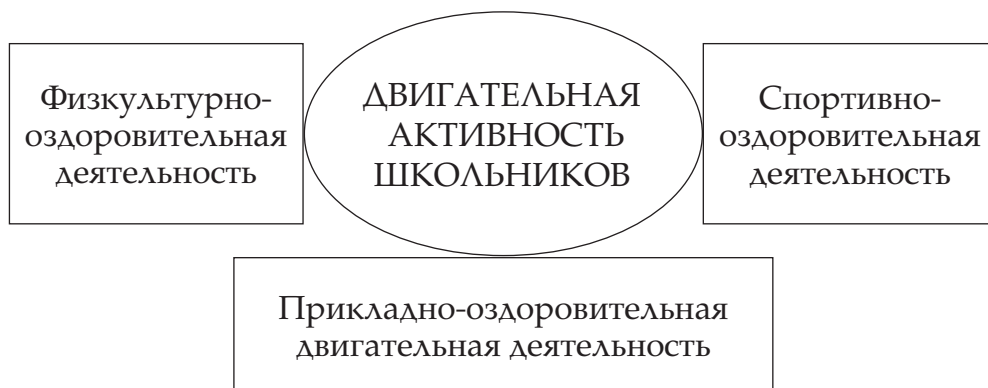 Физкультурно-
оздоровительная
деятельность
ДВИГАТЕЛЬНАЯ
АКТИВНОСТЬ
ШКОЛЬНИКОВ
Спортивно-
оздоровительная
деятельность
Прикладно-оздоровительная
двигательная деятельность